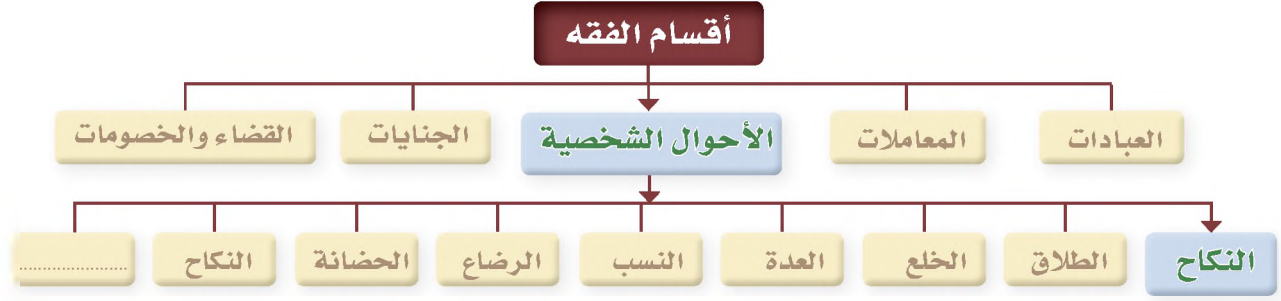 أقسام الفقه
العبادات
المعاملات
الأحوال الشخصية
الجنايات
القضاء والخصومات
النكاح
الطلاق
الخلع
العدة
النسب
الرضاع
الحضانة
النكاح
..........................